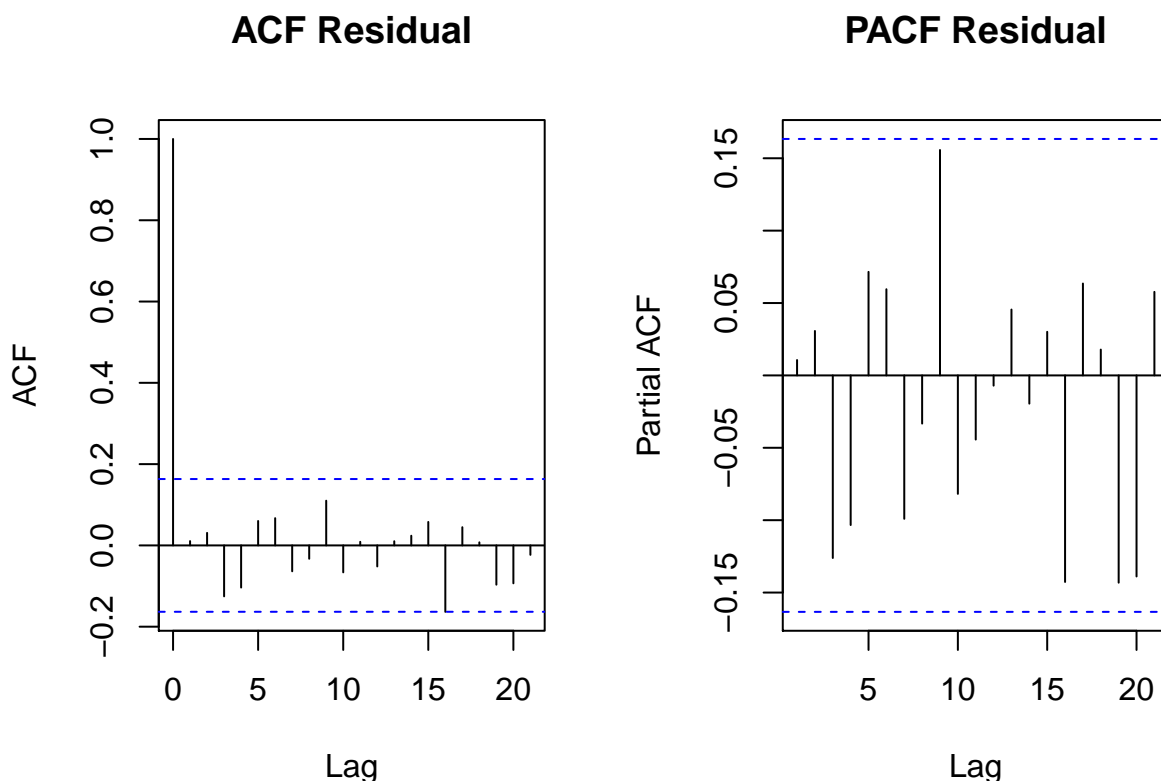 ACF Residual
PACF Residual
ACF
1.0
0.8
0.6
0.4
0.2
0.0
−0.2
0 5 10 15 20
Lag
Partial ACF
0.15
0.05
−0.05
−0.15
5 10 15 20
Lag